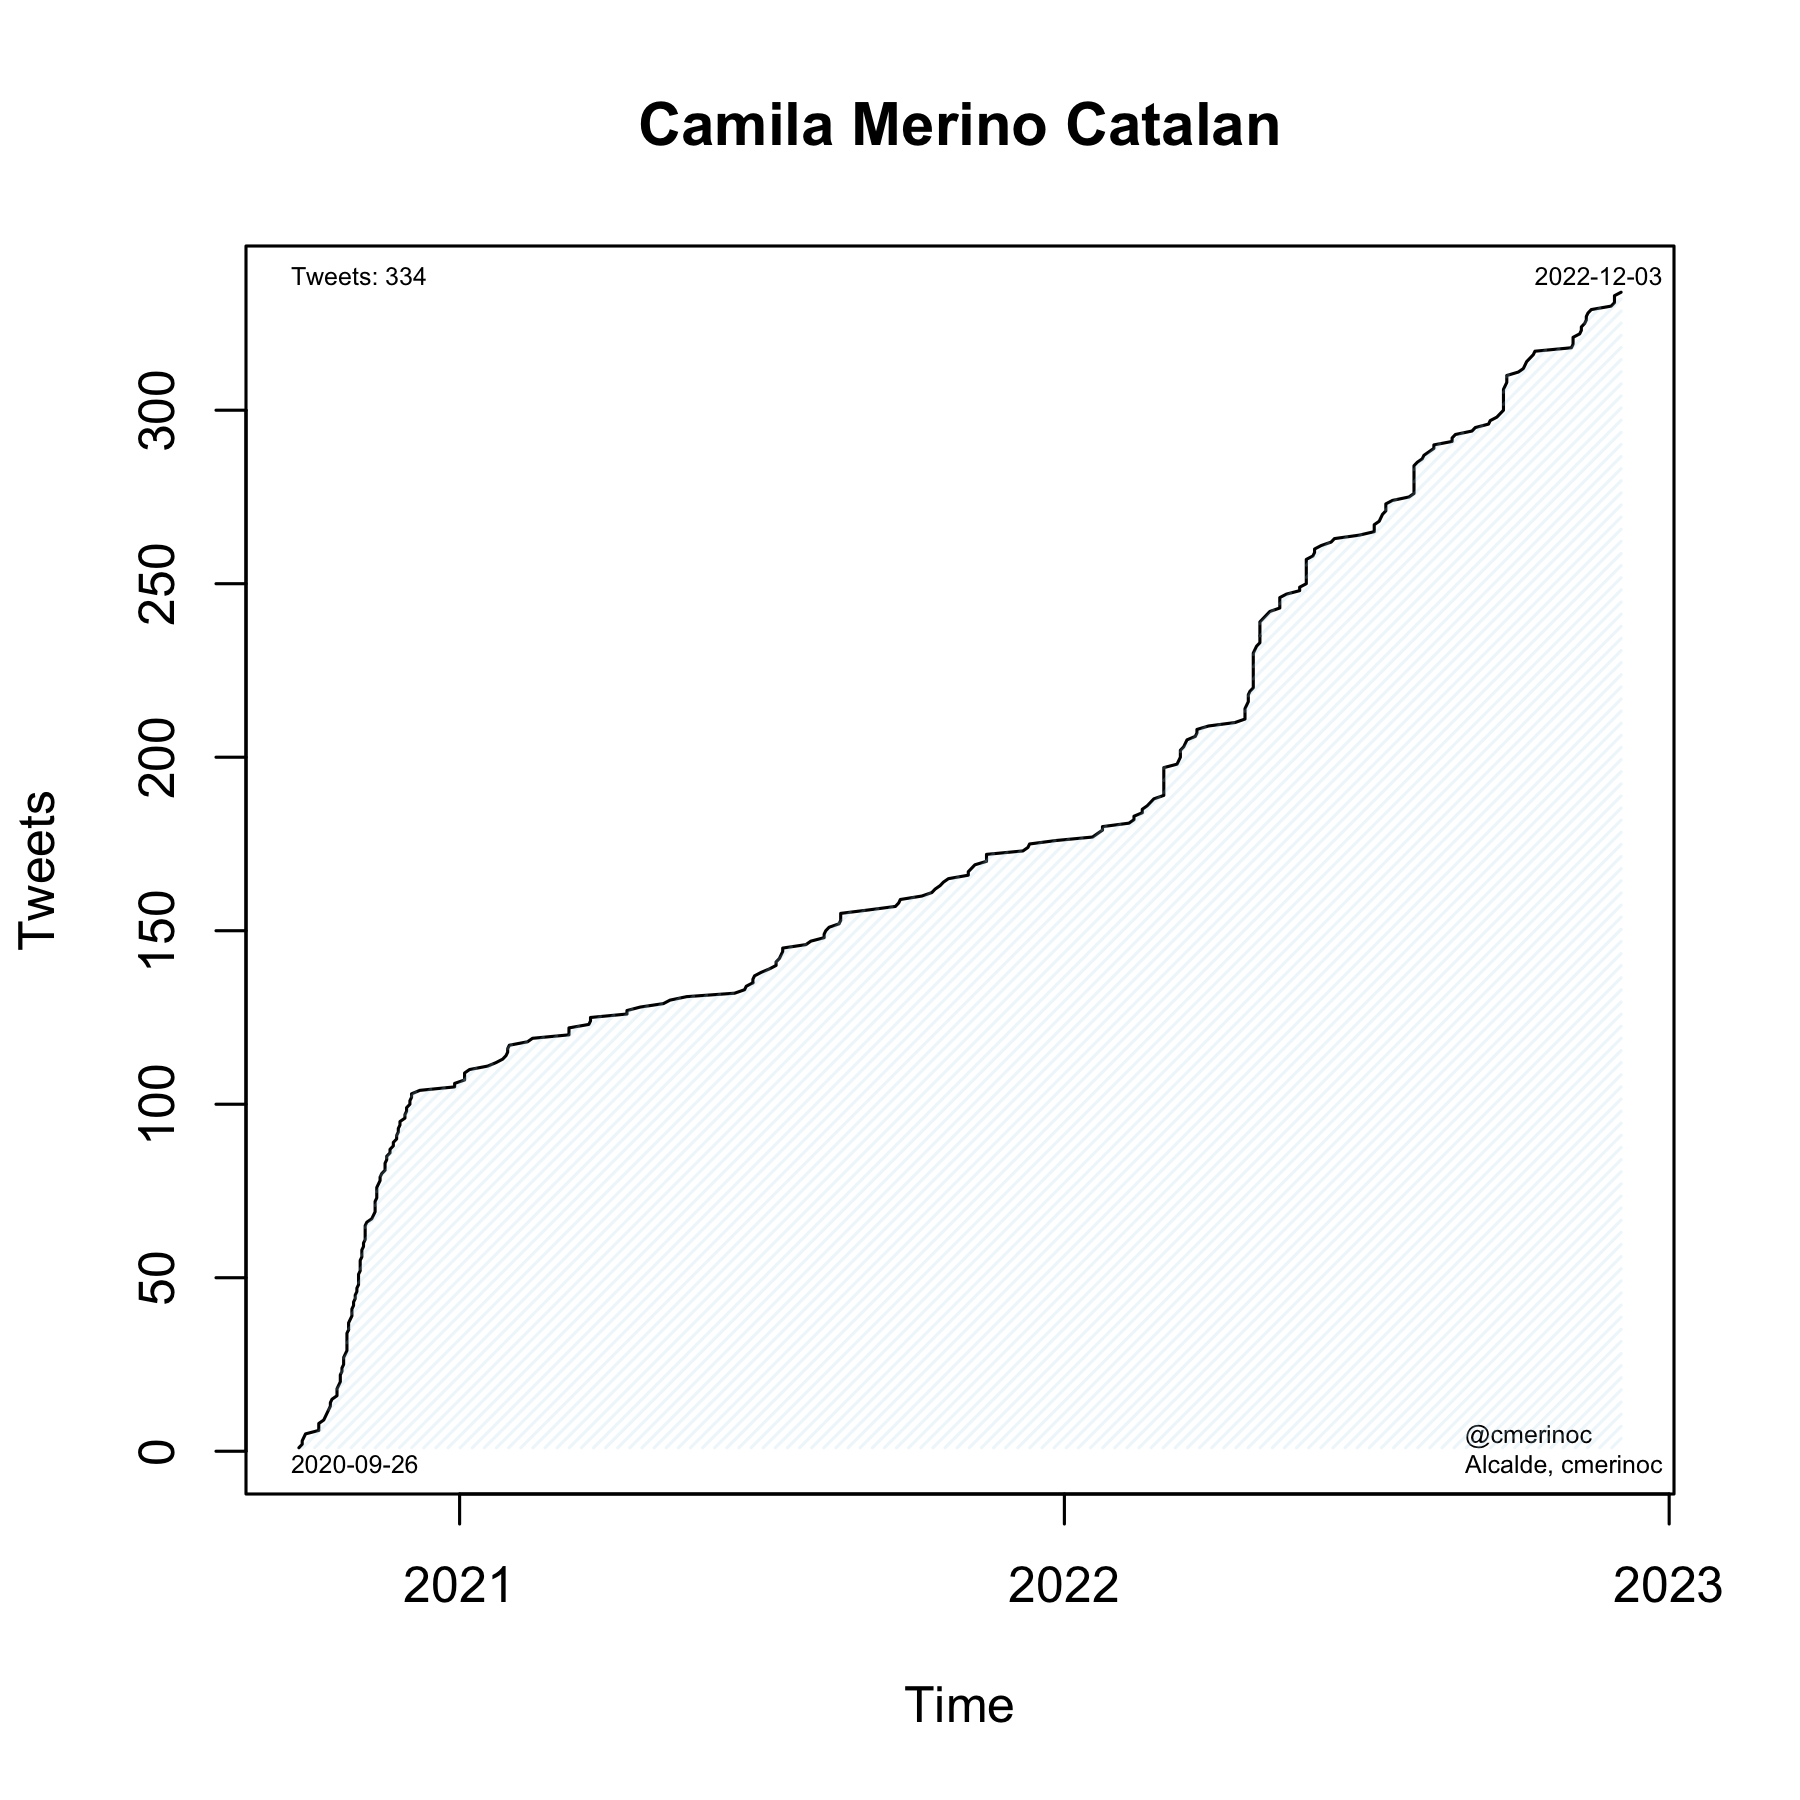 Camila Merino Catalan
Tweets: 334
2022-12-03
Tweets
300
250
200
150
100
50
0
@cmerinoc
2020-09-26
Alcalde, cmerinoc
2021
2022
2023
Time